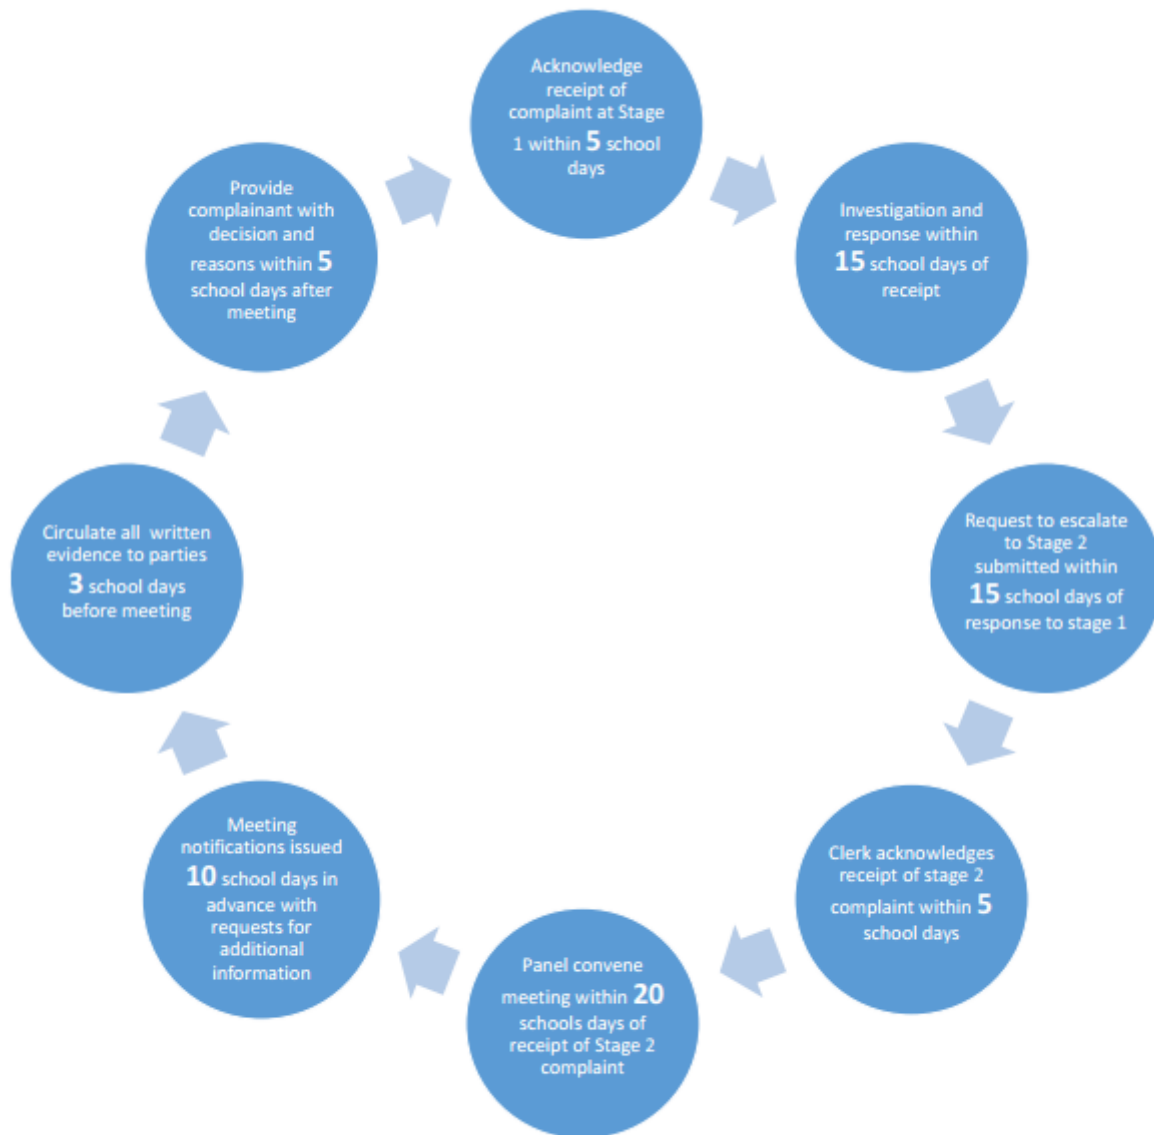 Acknowledge
receipt of
complaint at Stage
1 within 5 school
days
Investigation and
response within
15 school days of
receipt
Request to escalate
to Stage 2
submitted within
15 school days of
response to stage 1
Clerk acknowledges
receipt of stage 2
complaint within 5
school days
Panel convene
meeting within 20
schools days of
receipt of Stage 2
complaint
Meeting
notifications issued
10 school days in
advance with
requests for
additional
information
Circulate all written
evidence to parties
3 school days
before meeting
Provide
complainant with
decision and
reasons within 5
school days after
meeting